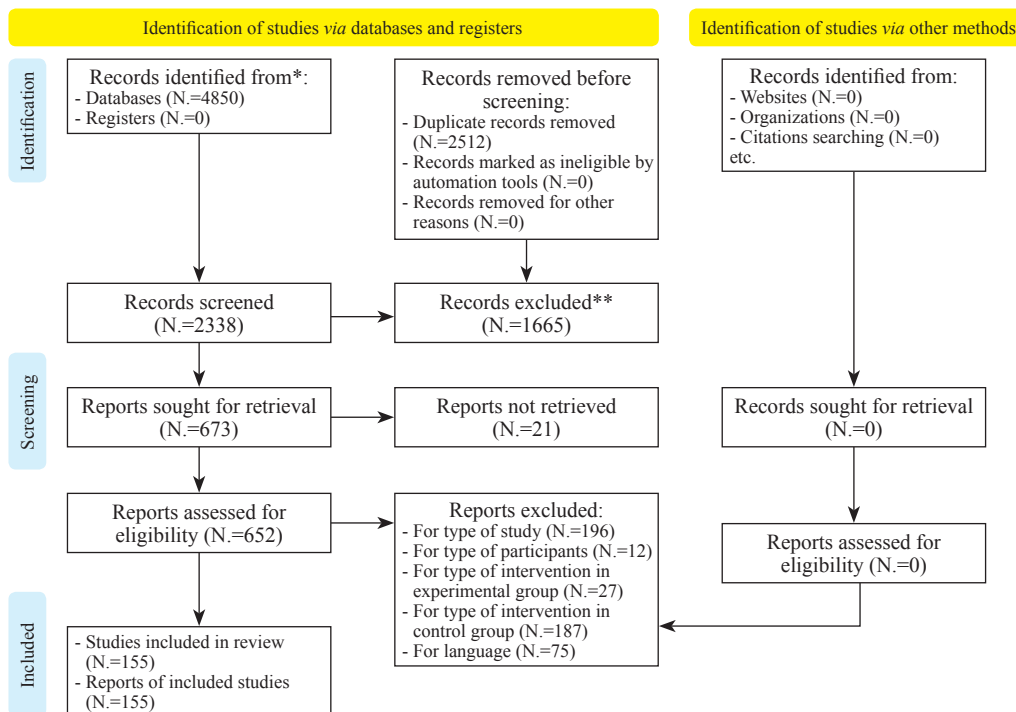 Identification of studies via databases and registers
Identification of studies via other methods
Identification
Records identified from*:
- Databases (N.=4850)
- Registers (N.=0)
Records removed before
screening:
- Duplicate records removed
(N.=2512)
- Records marked as ineligible by
automation tools (N.=0)
- Records removed for other
reasons (N.=0)
Records identified from:
- Websites (N.=0)
- Organizations (N.=0)
- Citations searching (N.=0)
etc.
Records screened
(N.=2338)
Records excluded**
(N.=1665)
Screening
Reports sought for retrieval
(N.=673)
Reports not retrieved
(N.=21)
Records sought for retrieval
(N.=0)
Reports assessed for
eligibility (N.=652)
Reports excluded:
- For type of study (N.=196)
- For type of participants (N.=12)
- For type of intervention in
experimental group (N.=27)
- For type of intervention in
control group (N.=187)
- For language (N.=75)
Reports assessed for
eligibility (N.=0)
Included
- Studies included in review
(N.=155)
- Reports of included studies
(N.=155)